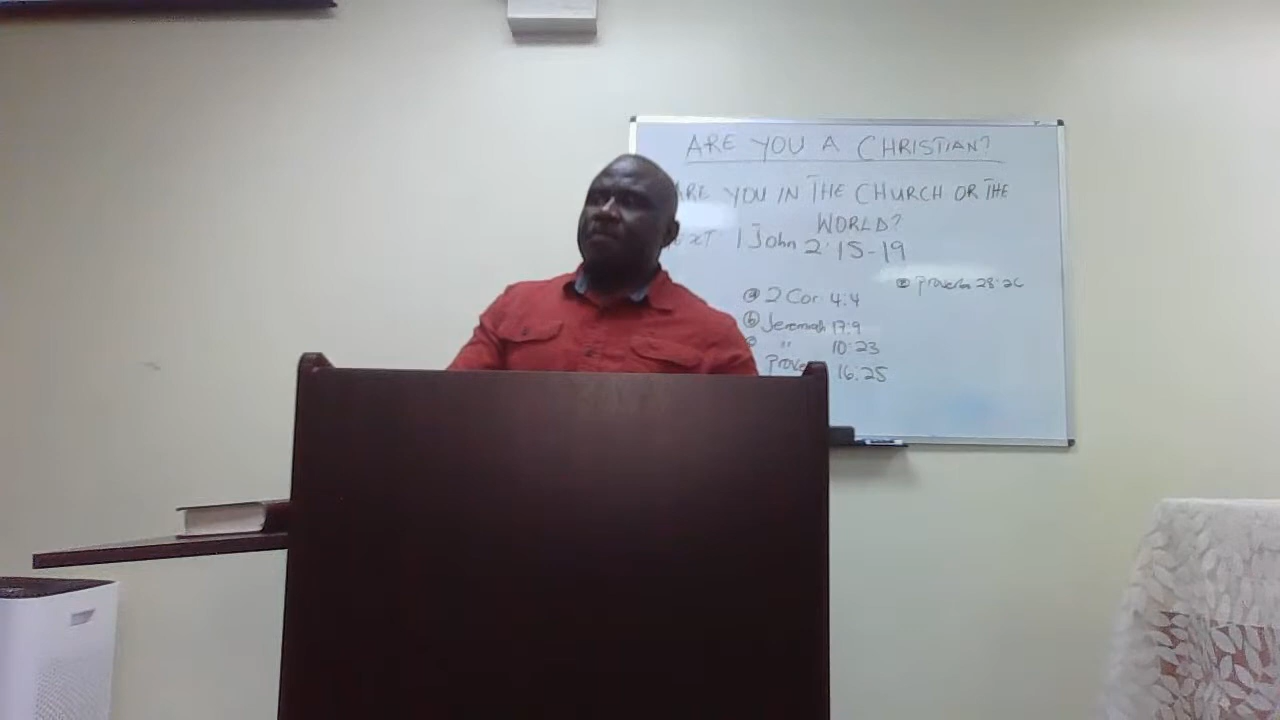 ARE YOU A CHRISTIAN?
ARE YOU IN THE CHURCH OR THE
WORLD?
1 John 2:15-19
(a) 2 Cor 4:4
(b) Jeremiah 17:9
" 10:23
16:25
Proverbs 28:26